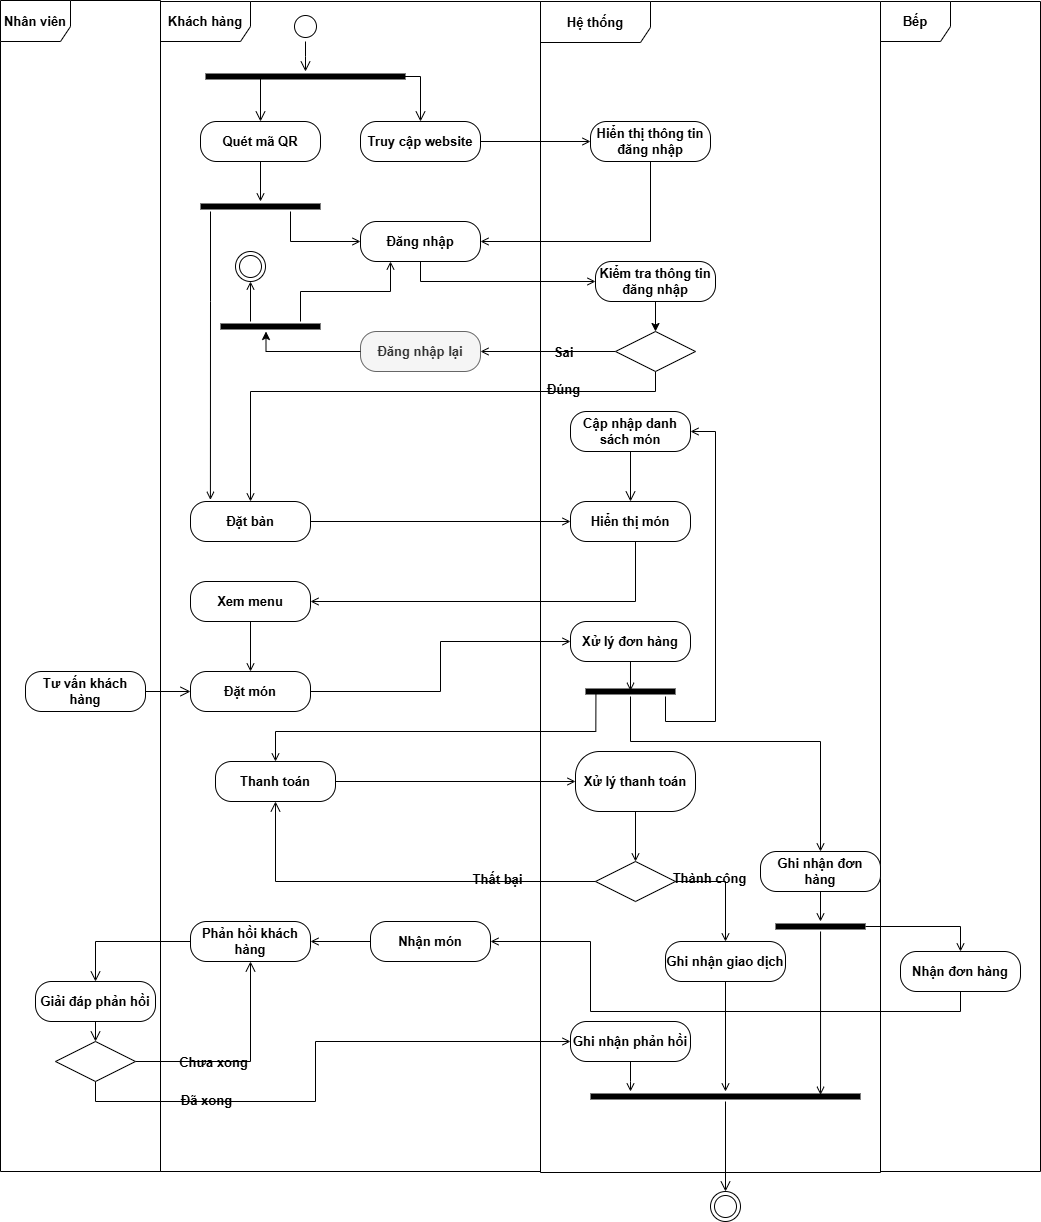 Nhân viên
Khách hàng
Hệ thống
Bếp
Quét mã QR
Truy cập website
Hiển thị thông tin
đăng nhập
Đăng nhập
Kiểm tra thông tin
đăng nhập
Đăng nhập lại
Sai
Đúng
Cập nhập danh
sách món
Đặt bàn
Hiển thị món
Xem menu
Xử lý đơn hàng
Tư vấn khách
hàng
Đặt món
Thanh toán
Xử lý thanh toán
Thất bại
Thành công
Ghi nhận đơn
hàng
Phản hồi khách
hàng
Nhận món
Ghi nhận giao dịch
Nhận đơn hàng
Giải đáp phản hồi
Ghi nhận phản hồi
Chưa xong
Đã xong